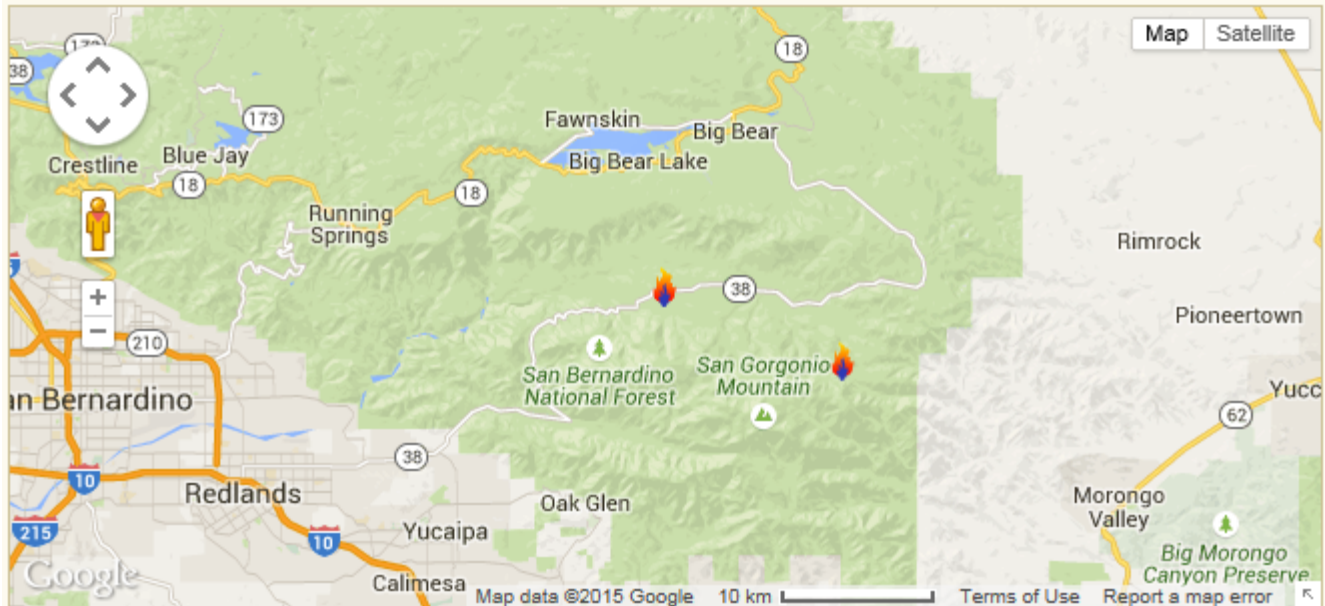 Map
Satellite
173
18
38
173
Fawnskin
Big Bear
Blue Jay
Crestline
Big Bear Lake
18
18
Running
Springs
Rimrock
38
Pioneertown
210
San Gorgonio
Mountain
San Bernardino
National Forest
an Bernardino
Yucc
62
38
10
Redlands
Oak Glen
Morongo
Valley
215
10
Yucaipa
Big Morongo
Canyon Preserve
Google
Calimesa
Map data ©2015 Google
10 km
Terms of Use
Report a map error